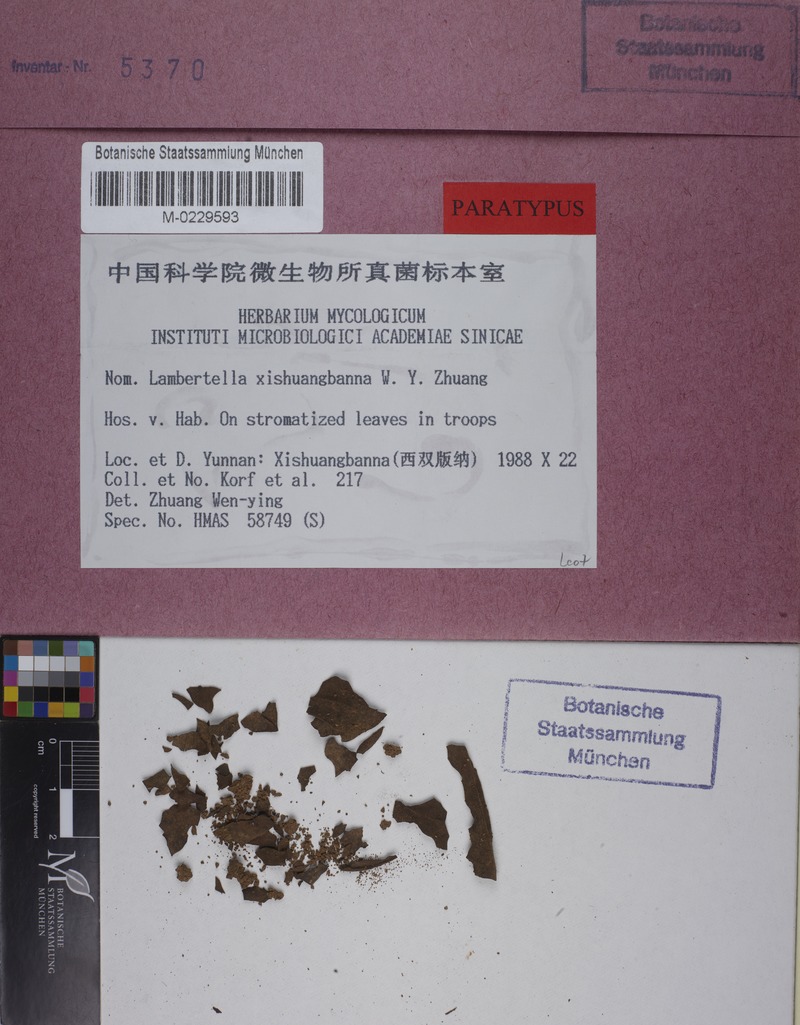 Inventar - Nr. 5370
Botanische
Staatssammlung
München
Botanische Staatssammlung München
M-0229593
PARATYPUS
中国科学院微生物所真菌标本室
HERBARIUM MYCOLOGICUM
INSTITUTI MICROBIOLOGICI ACADEMIAE SINICAE
Nom. Lambertella xishuangbanna W. Y. Zhuang
Hos. v. Hab. On stromatized leaves in troops
Loc. et D. Yunnan: Xishuangbanna(西双版纳) 1988 X 22
Coll. et No. Korf et al. 217
Det. Zhuang Wen-ying
Spec. No. HMAS 58749 (S)
Botanische
Staatssammlung
München
cm
0
1
2
copyright reserved
M
BOTANISCHE
STAATSSAMMLUNG
MÜNCHEN